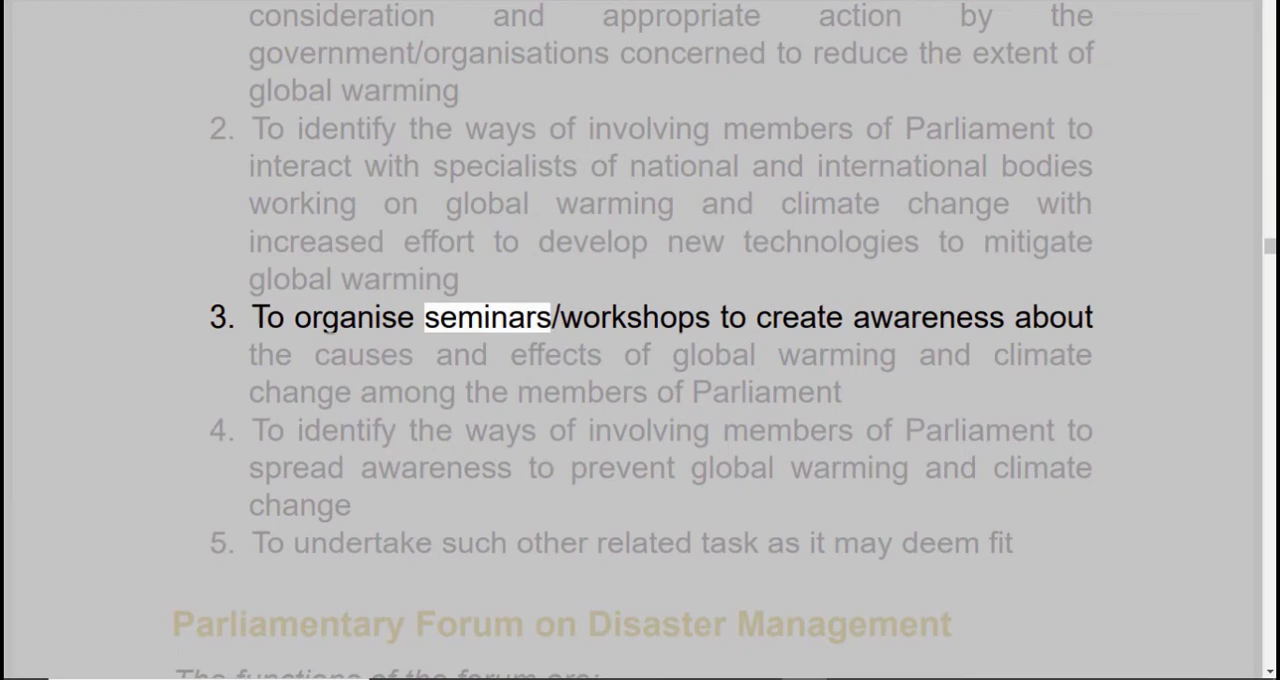 consideration and appropriate action by the
government/organisations concerned to reduce the extent of
global warming
2. To identify the ways of involving members of Parliament to
interact with specialists of national and international bodies
working on global warming and climate change with
increased effort to develop new technologies to mitigate
global warming
3. To organise seminars/workshops to create awareness about
the causes and effects of global warming and climate
change among the members of Parliament
4. To identify the ways of involving members of Parliament to
spread awareness to prevent global warming and climate
change
5. To undertake such other related task as it may deem fit
Parliamentary Forum on Disaster Management
The functions of the forum are: